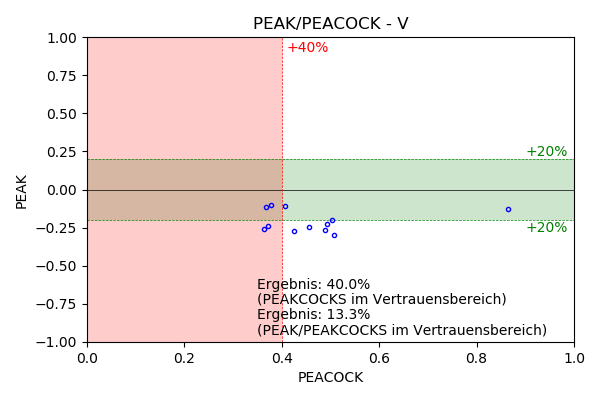 PEAK/PEACOCK - V
1.00
0.75
0.50
0.25
0.00
−0.25
−0.50
−0.75
−1.00
PEAK
+40%
+20%
+20%
Ergebnis: 40.0%
(PEAKCOCKS im Vertrauensbereich)
Ergebnis: 13.3%
(PEAK/PEAKCOCKS im Vertrauensbereich)
0.0 0.2 0.4 0.6 0.8 1.0
PEACOCK